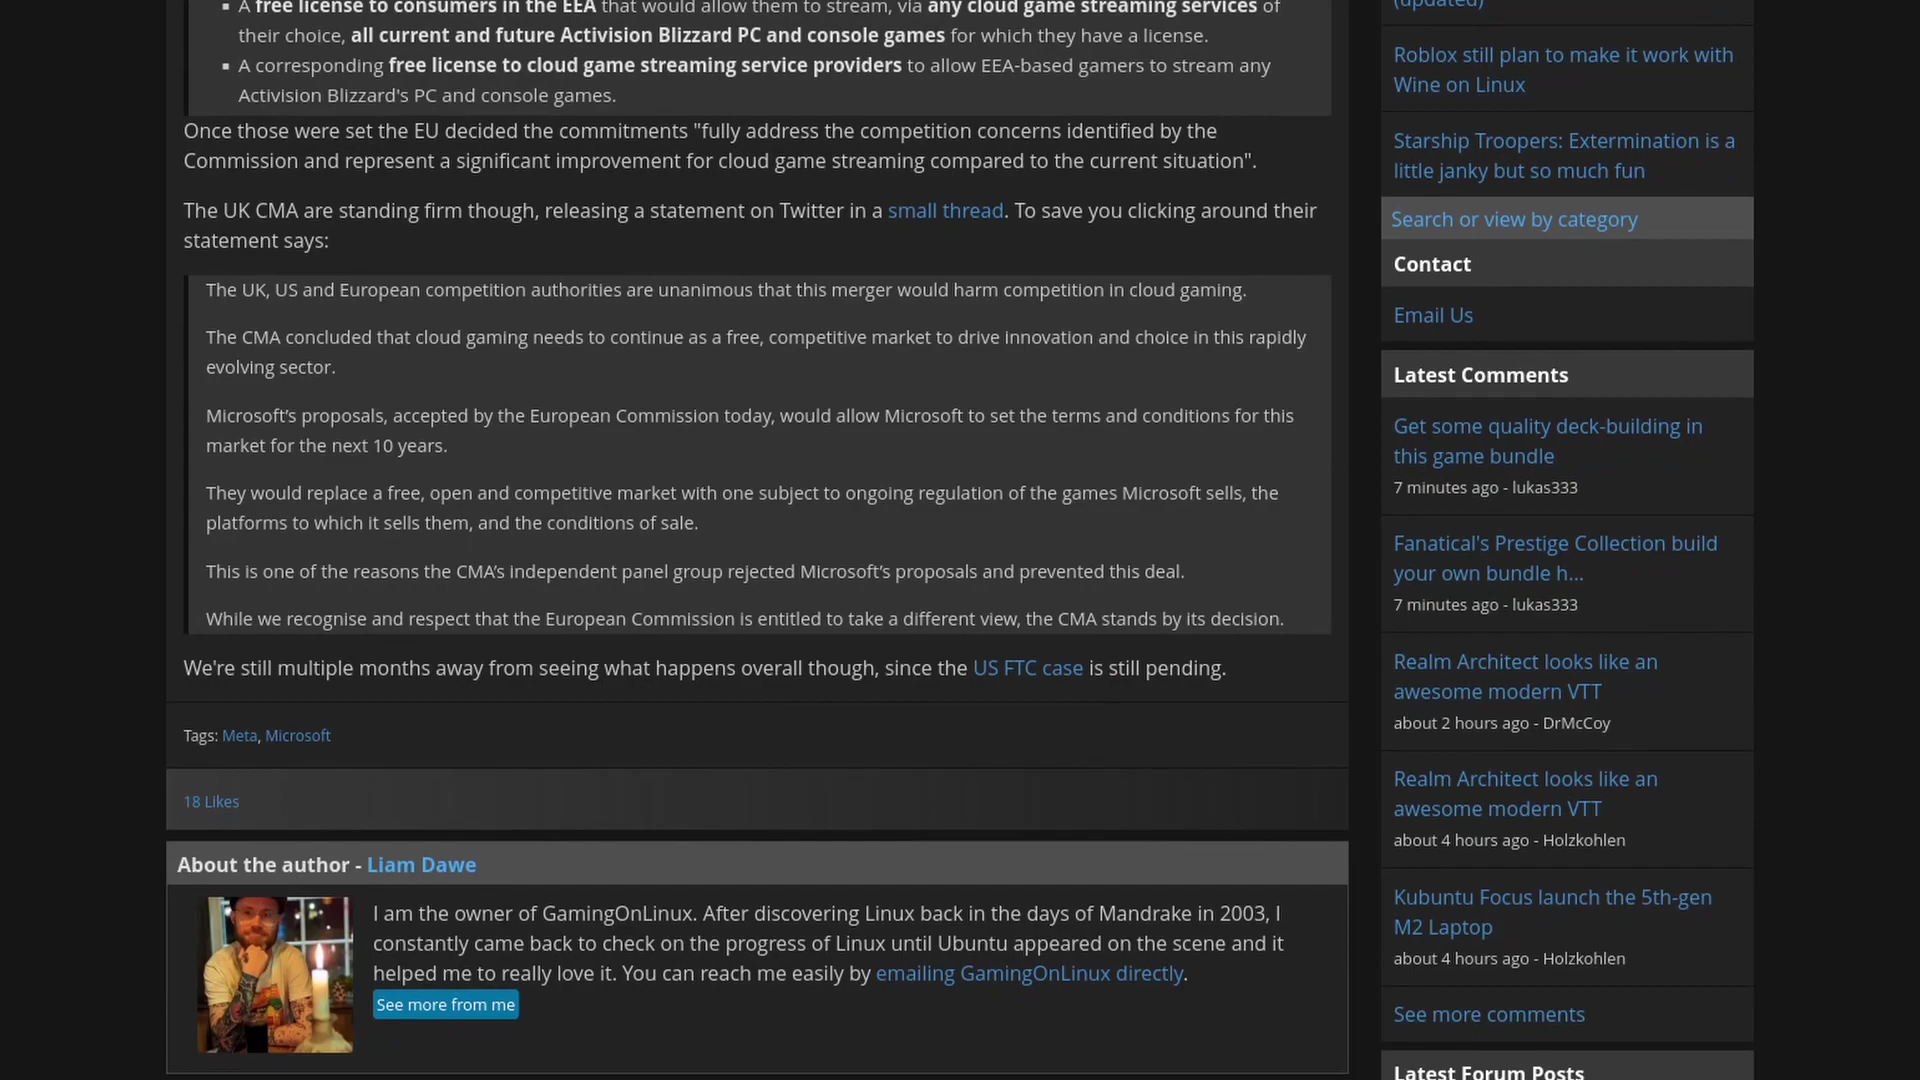 ▪ A free license to consumers in the EEA that would allow them to stream, via any cloud game streaming services of
their choice, all current and future Activision Blizzard PC and console games for which they have a license.
▪ A corresponding free license to cloud game streaming service providers to allow EEA-based gamers to stream any
Activision Blizzard's PC and console games.
Once those were set the EU decided the commitments "fully address the competition concerns identified by the
Commission and represent a significant improvement for cloud game streaming compared to the current situation".
The UK CMA are standing firm though, releasing a statement on Twitter in a small thread. To save you clicking around their
statement says:
The UK, US and European competition authorities are unanimous that this merger would harm competition in cloud gaming.
The CMA concluded that cloud gaming needs to continue as a free, competitive market to drive innovation and choice in this rapidly
evolving sector.
Microsoft’s proposals, accepted by the European Commission today, would allow Microsoft to set the terms and conditions for this
market for the next 10 years.
They would replace a free, open and competitive market with one subject to ongoing regulation of the games Microsoft sells, the
platforms to which it sells them, and the conditions of sale.
This is one of the reasons the CMA’s independent panel group rejected Microsoft’s proposals and prevented this deal.
While we recognise and respect that the European Commission is entitled to take a different view, the CMA stands by its decision.
We're still multiple months away from seeing what happens overall though, since the US FTC case is still pending.
Tags: Meta, Microsoft
18 Likes
About the author - Liam Dawe
I am the owner of GamingOnLinux. After discovering Linux back in the days of Mandrake in 2003, I
constantly came back to check on the progress of Linux until Ubuntu appeared on the scene and it
helped me to really love it. You can reach me easily by emailing GamingOnLinux directly.
See more from me
(updated)
Roblox still plan to make it work with
Wine on Linux
Starship Troopers: Extermination is a
little janky but so much fun
Search or view by category
Contact
Email Us
Latest Comments
Get some quality deck-building in
this game bundle
7 minutes ago - lukas333
Fanatical's Prestige Collection build
your own bundle h...
7 minutes ago - lukas333
Realm Architect looks like an
awesome modern VTT
about 2 hours ago - DrMcCoy
Realm Architect looks like an
awesome modern VTT
about 4 hours ago - Holzkohlen
Kubuntu Focus launch the 5th-gen
M2 Laptop
about 4 hours ago - Holzkohlen
See more comments
Latest Forum Posts